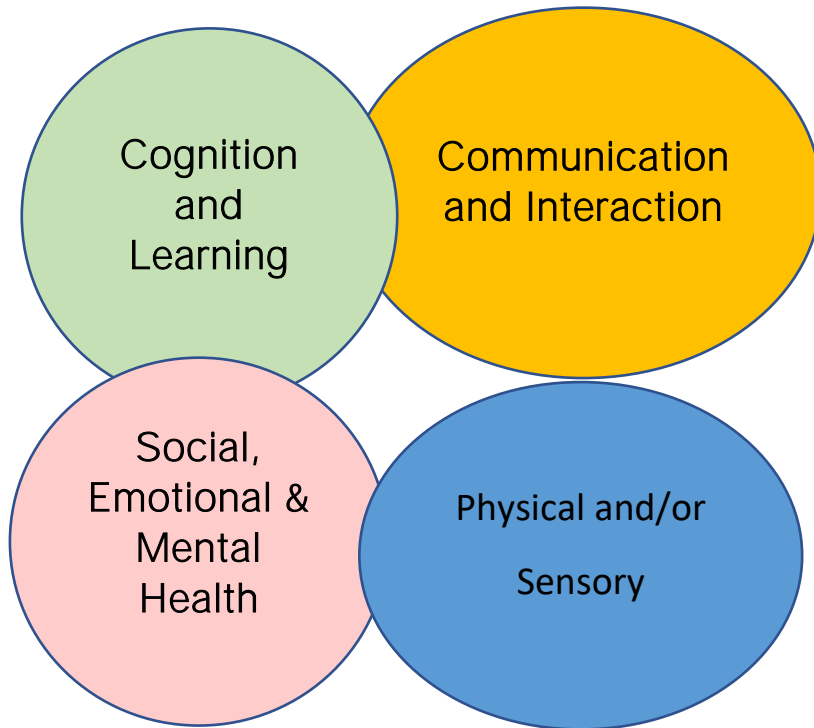 Cognition
and
Learning
Communication
and Interaction
Social,
Emotional &
Mental
Health
Physical and/or
Sensory